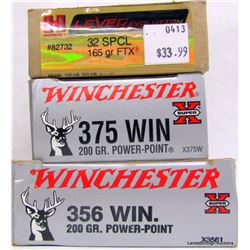 0413
H LEVERevolution
#82732
32 SPCL
165 gr FTX®
$33.99
WINCHESTER
SUPER X
375 WIN
200 GR. POWER-POINT®
X375W
WINCHESTER
SUPER X
356 WIN.
200 GR. POWER-POINT
X3561